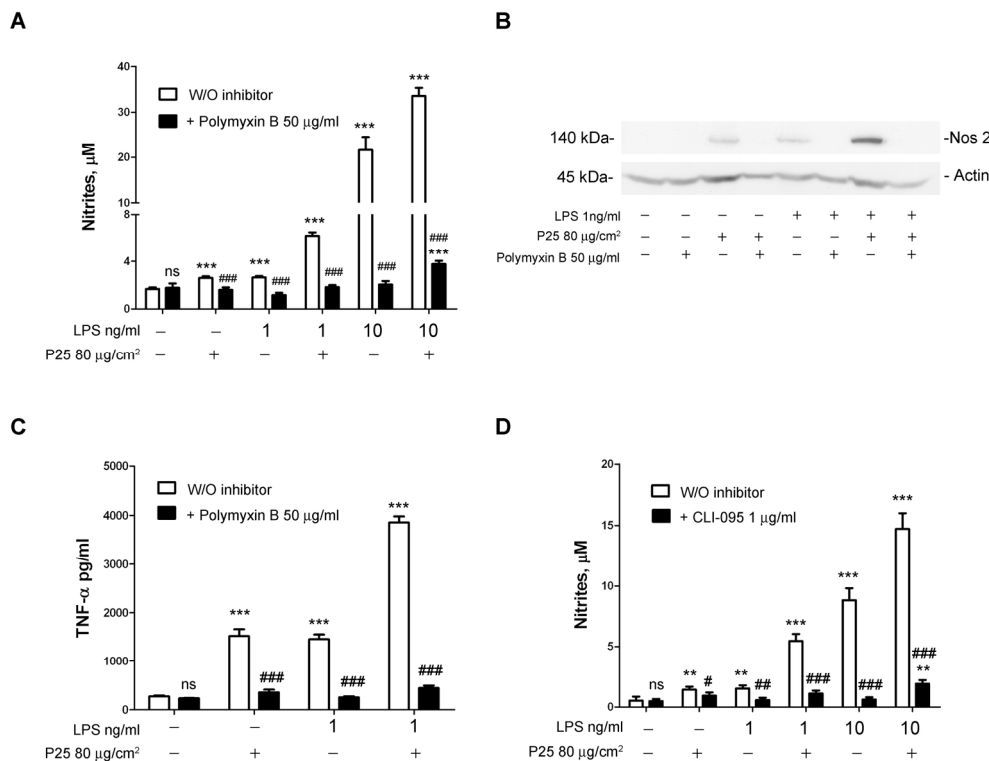 A
Nitrites, μM
40
30
20
10
8
4
2
0
W/O inhibitor
+ Polymyxin B 50 μg/ml
ns
***
###
***
###
***
###
***
###
***
###
***
LPS ng/ml – – 1 1 10 10
P25 80 μg/cm² – + – + – +
B
140 kDa- -Nos 2
45 kDa- - Actin
LPS 1ng/ml – – – – + + + +
P25 80 μg/cm² – – + + – – + +
Polymyxin B 50 μg/ml – + – + – + – +
C
TNF-α pg/ml
5000
4000
3000
2000
1000
0
W/O inhibitor
+ Polymyxin B 50 μg/ml
ns
***
###
***
###
***
###
LPS ng/ml – – 1 1
P25 80 μg/cm² – + – +
D
Nitrites, μM
20
15
10
5
0
W/O inhibitor
+ CLI-095 1 μg/ml
ns
**
#
**
##
***
###
***
###
***
###
**
LPS ng/ml – – 1 1 10 10
P25 80 μg/cm² – + – + – +